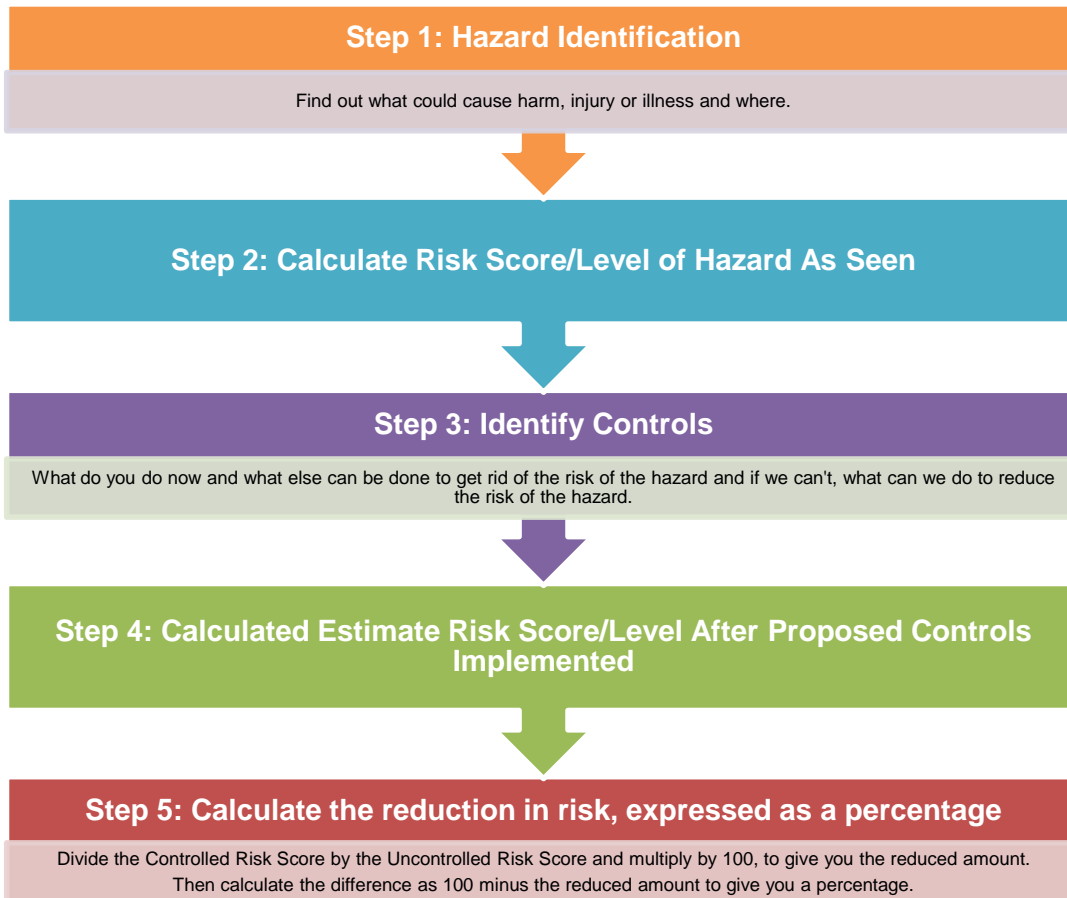 Step 1: Hazard Identification
Find out what could cause harm, injury or illness and where.
Step 2: Calculate Risk Score/Level of Hazard As Seen
Step 3: Identify Controls
What do you do now and what else can be done to get rid of the risk of the hazard and if we can't, what can we do to reduce
the risk of the hazard.
Step 4: Calculated Estimate Risk Score/Level After Proposed Controls
Implemented
Step 5: Calculate the reduction in risk, expressed as a percentage
Divide the Controlled Risk Score by the Uncontrolled Risk Score and multiply by 100, to give you the reduced amount.
Then calculate the difference as 100 minus the reduced amount to give you a percentage.